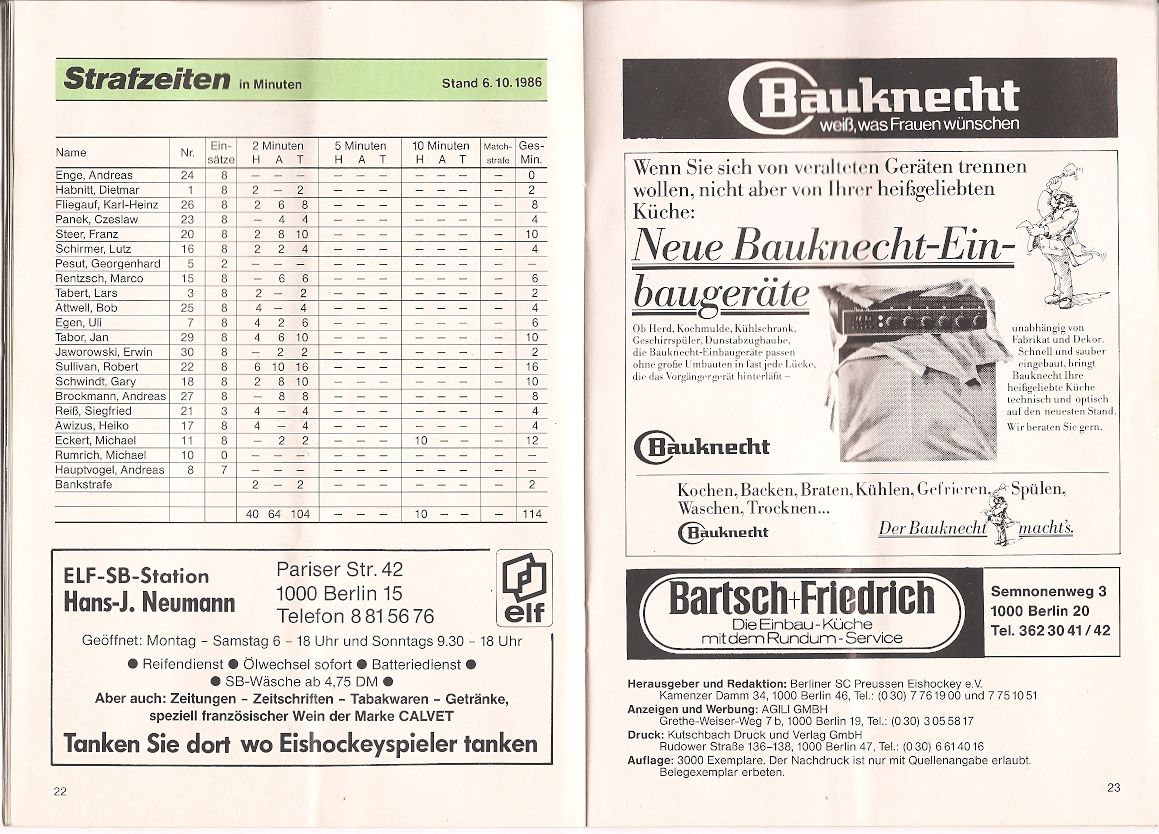 Strafzeiten in Minuten Stand 6.10.1986
Name Nr. Ein- 2 Minuten 5 Minuten 10 Minuten Match- Ges-
sätze H A T H A T H A T strafe Min.
Enge, Andreas 24 8 – – – – – – – – – – 0
Habnitt, Dietmar 1 8 2 – 2 – – – – – – – 2
Fliegauf, Karl-Heinz 26 8 2 6 8 – – – – – – – 8
Panek, Czeslaw 23 8 – 4 4 – – – – – – – 4
Steer, Franz 20 8 2 8 10 – – – – – – – 10
Schirmer, Lutz 16 8 2 2 4 – – – – – – – 4
Pesut, Georgenhard 5 2 – – – – – – – – – – –
Rentzsch, Marco 15 8 – 6 6 – – – – – – – 6
Tabert, Lars 3 8 2 – 2 – – – – – – – 2
Attwell, Bob 25 8 4 – 4 – – – – – – – 4
Egen, Uli 7 8 4 2 6 – – – – – – – 6
Tabor, Jan 29 8 4 6 10 – – – – – – – 10
Jaworowski, Erwin 30 8 – 2 2 – – – – – – – 2
Sullivan, Robert 22 8 6 10 16 – – – – – – – 16
Schwindt, Gary 18 8 2 8 10 – – – – – – – 10
Brockmann, Andreas 27 8 – 8 8 – – – – – – – 8
Reiß, Siegfried 21 3 4 – 4 – – – – – – – 4
Awizus, Heiko 17 8 4 – 4 – – – – – – – 4
Eckert, Michael 11 8 – 2 2 – – – 10 – – – 12
Rumrich, Michael 10 0 – – – – – – – – – – –
Hauptvogel, Andreas 8 7 – – – – – – – – – – –
Bankstrafe 2 – 2 – – – – – – – 2
40 64 104 – – – 10 – – – 114
ELF-SB-Station
Hans-J. Neumann
Pariser Str. 42
1000 Berlin 15
Telefon 8 81 56 76
elf
Geöffnet: Montag – Samstag 6 – 18 Uhr und Sonntags 9.30 – 18 Uhr
● Reifendienst ● Ölwechsel sofort ● Batteriedienst ●
● SB-Wäsche ab 4,75 DM ●
Aber auch: Zeitungen – Zeitschriften – Tabakwaren – Getränke,
speziell französischer Wein der Marke CALVET
Tanken Sie dort wo Eishockeyspieler tanken
22
Bauknecht
weiß, was Frauen wünschen
Wenn Sie sich von veralteten Geräten trennen
wollen, nicht aber von Ihrer heißgeliebten
Küche:
Neue Bauknecht-Ein-
baugeräte
Ob Herd, Kochmulde, Kühlschrank,
Geschirrspüler, Dunstabzughaube,
die Bauknecht-Einbaugeräte passen
ohne große Umbauten in fast jede Lücke,
die das Vorgängergerät hinterläßt –
unabhängig von
Fabrikat und Dekor.
Schnell und sauber
eingebaut, bringt
Bauknecht Ihre
heißgeliebte Küche
technisch und optisch
auf den neuesten Stand.
Wir beraten Sie gern.
Bauknecht
Kochen, Backen, Braten, Kühlen, Gefrieren, Spülen,
Waschen, Trocknen...
Bauknecht
Der Bauknecht macht's.
Bartsch+Friedrich
Die Einbau-Küche
mit dem Rundum-Service
Semnonenweg 3
1000 Berlin 20
Tel. 362 30 41 / 42
Herausgeber und Redaktion: Berliner SC Preussen Eishockey e.V.
Kamenzer Damm 34, 1000 Berlin 46, Tel.: (0 30) 7 76 19 00 und 7 75 10 51
Anzeigen und Werbung: AGILI GMBH
Grethe-Weiser-Weg 7 b, 1000 Berlin 19, Tel.: (0 30) 3 05 58 17
Druck: Kutschbach Druck und Verlag GmbH
Rudower Straße 136–138, 1000 Berlin 47, Tel.: (0 30) 6 61 40 16
Auflage: 3000 Exemplare. Der Nachdruck ist nur mit Quellenangabe erlaubt.
Belegexemplar erbeten.
23